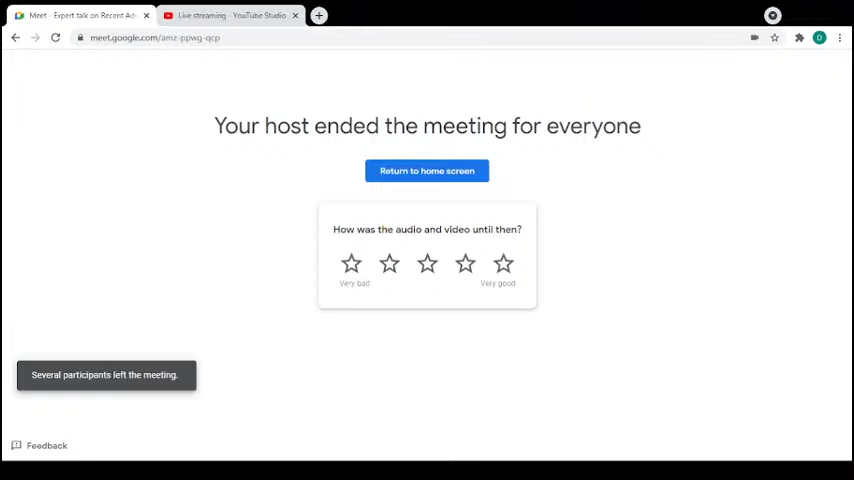 Meet - Expert talk on Recent Ad
Live streaming - YouTube Studio
meet.google.com/amz-ppwg-qcp
D
Your host ended the meeting for everyone
Return to home screen
How was the audio and video until then?
Very bad
Very good
Several participants left the meeting.
Feedback